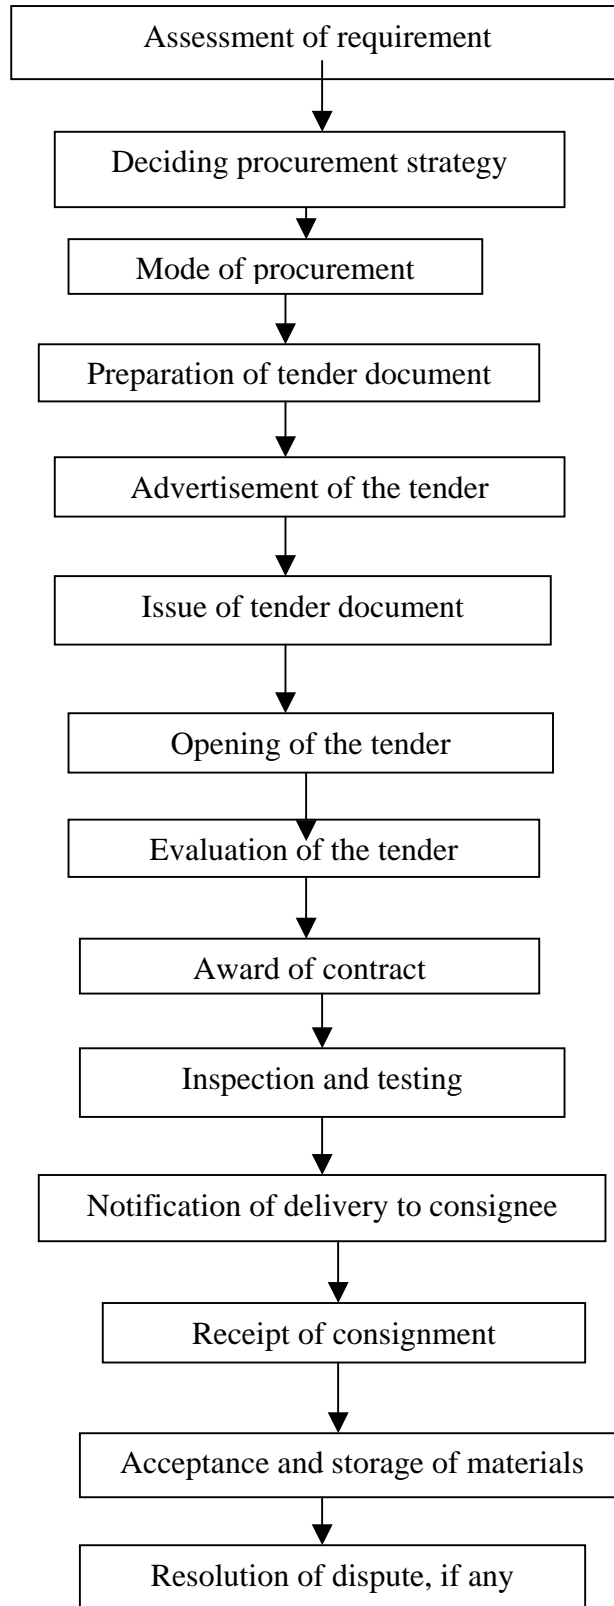 Assessment of requirement
Deciding procurement strategy
Mode of procurement
Preparation of tender document
Advertisement of the tender
Issue of tender document
Opening of the tender
Evaluation of the tender
Award of contract
Inspection and testing
Notification of delivery to consignee
Receipt of consignment
Acceptance and storage of materials
Resolution of dispute, if any